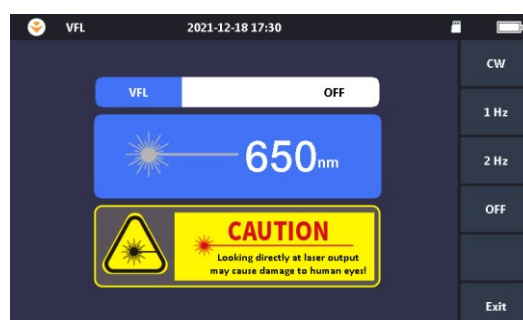 VFL 2021-12-18 17:30
CW
VFL OFF
1 Hz
650nm
2 Hz
OFF
CAUTION
Looking directly at laser output
may cause damage to human eyes!
Exit